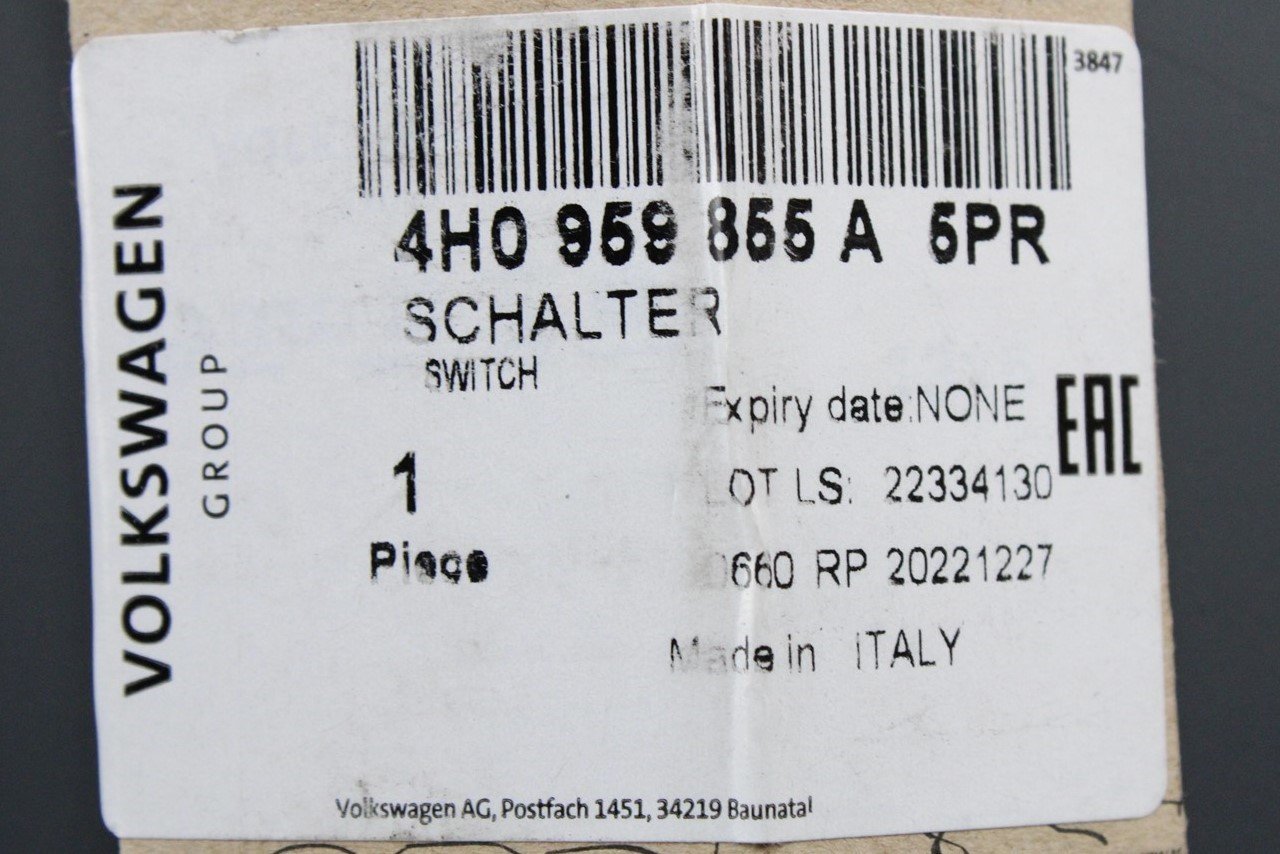 3847
4H0 959 855 A 5PR
SCHALTER
SWITCH
VOLKSWAGEN
GROUP
Expiry date:NONE
EAC
1
LOT LS: 22334130
Piece
RP 20221227
Made in ITALY
Volkswagen AG, Postfach 1451, 34219 Baunatal